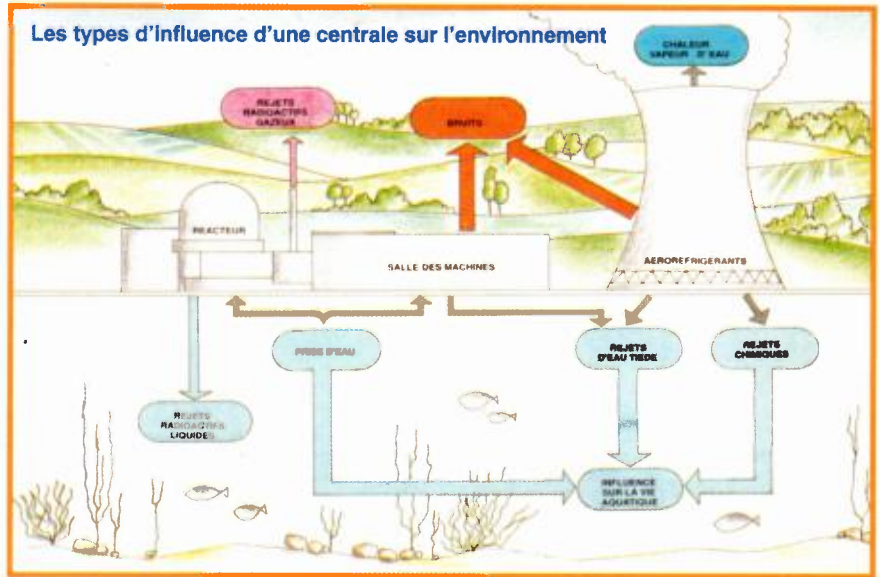 Les types d'influence d'une centrale sur l'environnement
CHALEUR
VAPEUR D'EAU
REJETS
RADIOACTIFS
GAZEUX
BRUITS
REACTEUR
SALLE DES MACHINES
AEROREFRIGERANTS
PRISE D'EAU
REJETS
D'EAU TIEDE
REJETS
CHIMIQUES
REJETS
RADIOACTIFS
LIQUIDES
INFLUENCE
SUR LA VIE
AQUATIQUE